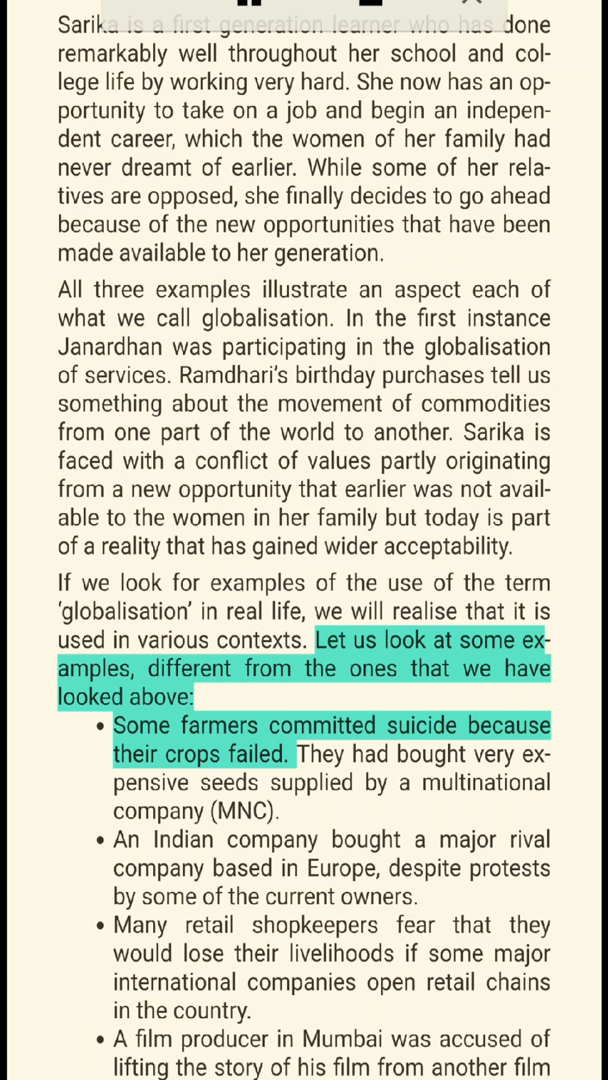 Sarika is a first generation learner who has done
remarkably well throughout her school and col-
lege life by working very hard. She now has an op-
portunity to take on a job and begin an indepen-
dent career, which the women of her family had
never dreamt of earlier. While some of her rela-
tives are opposed, she finally decides to go ahead
because of the new opportunities that have been
made available to her generation.
All three examples illustrate an aspect each of
what we call globalisation. In the first instance
Janardhan was participating in the globalisation
of services. Ramdhari's birthday purchases tell us
something about the movement of commodities
from one part of the world to another. Sarika is
faced with a conflict of values partly originating
from a new opportunity that earlier was not avail-
able to the women in her family but today is part
of a reality that has gained wider acceptability.
If we look for examples of the use of the term
'globalisation' in real life, we will realise that it is
used in various contexts. Let us look at some ex-
amples, different from the ones that we have
looked above:
• Some farmers committed suicide because
their crops failed. They had bought very ex-
pensive seeds supplied by a multinational
company (MNC).
• An Indian company bought a major rival
company based in Europe, despite protests
by some of the current owners.
• Many retail shopkeepers fear that they
would lose their livelihoods if some major
international companies open retail chains
in the country.
• A film producer in Mumbai was accused of
lifting the story of his film from another film